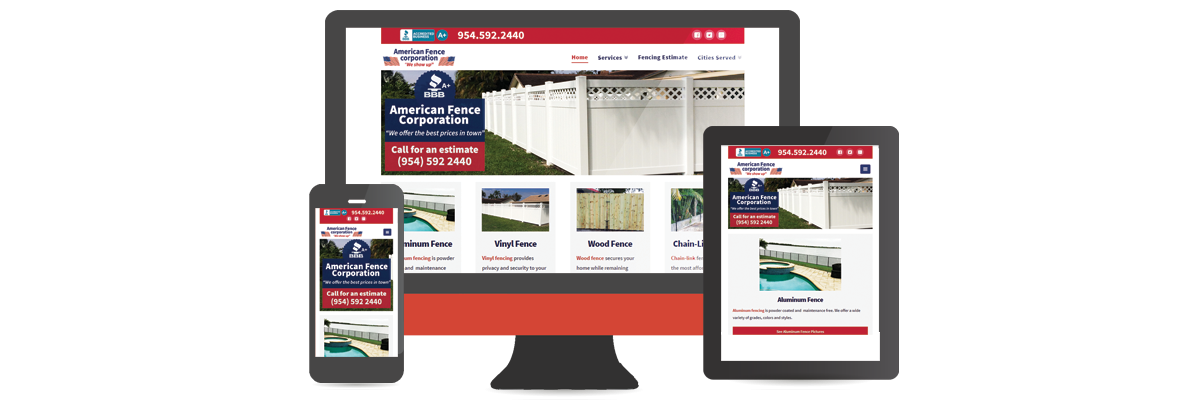 ACCREDITED
BUSINESS
A+
954.592.2440
American Fence
corporation
"We show up"
Home
Services
Fencing Estimate
Cities Served
BBB
A+
American Fence
Corporation
"We offer the best prices in town"
Call for an estimate
(954) 592 2440
uminum Fence
num fencing is powder
ed and maintenance
Vinyl Fence
Vinyl fencing provides
privacy and security to your
Wood Fence
Wood fence secures your
home while remaining
Chain-Li
Chain-link fen
the most affor
A+
954.592.2440
American Fence
corporation
"We show up"
BBB
A+
American Fence
Corporation
"We offer the best prices in town"
Call for an estimate
(954) 592 2440
ACCREDITED
BUSINESS
A+
954.592.2440
American Fence
corporation
"We show up"
BBB
A+
American Fence
Corporation
"We offer the best prices in town"
Call for an estimate
(954) 592 2440
Aluminum Fence
Aluminum fencing is powder coated and maintenance free. We offer a wide
variety of grades, colors and styles.
See Aluminum Fence Pictures